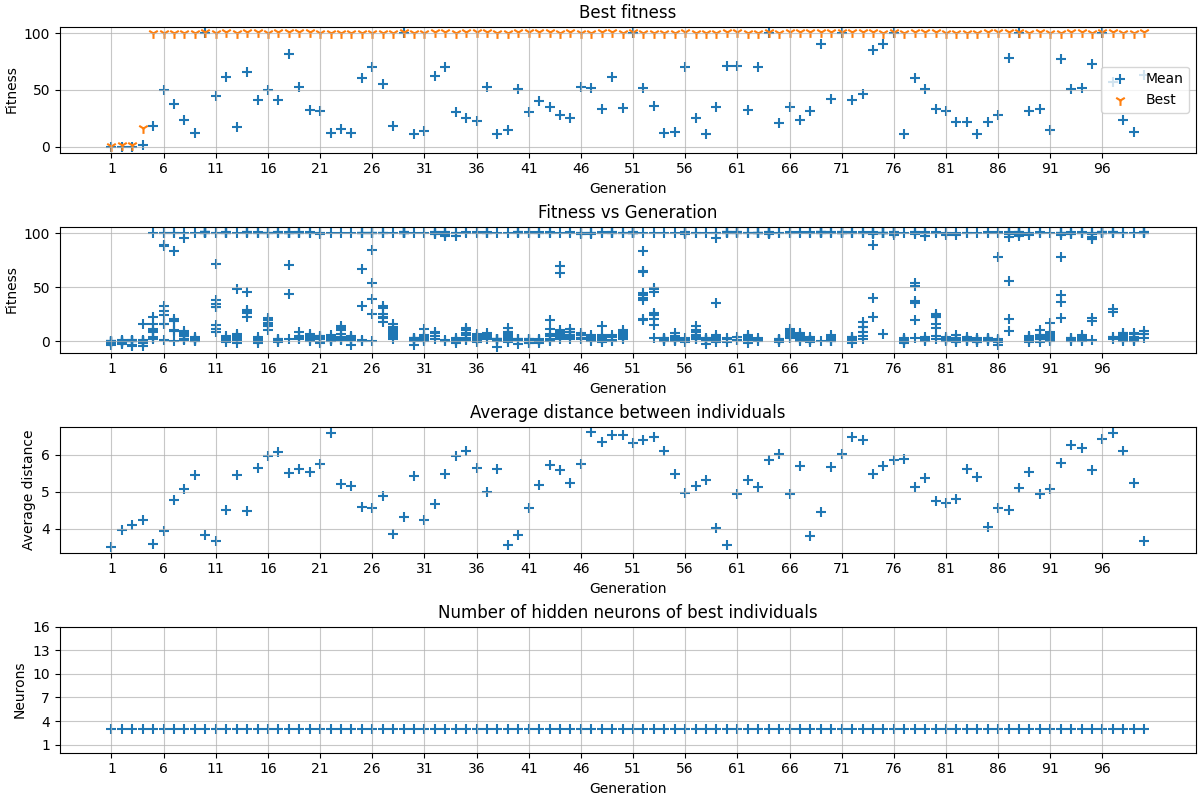 Best fitness
100
50
0
Fitness
Mean
Best
1 6 11 16 21 26 31 36 41 46 51 56 61 66 71 76 81 86 91 96
Generation
Fitness vs Generation
100
50
0
Fitness
1 6 11 16 21 26 31 36 41 46 51 56 61 66 71 76 81 86 91 96
Generation
Average distance between individuals
6
5
4
Average distance
1 6 11 16 21 26 31 36 41 46 51 56 61 66 71 76 81 86 91 96
Generation
Number of hidden neurons of best individuals
16
13
10
7
4
1
Neurons
1 6 11 16 21 26 31 36 41 46 51 56 61 66 71 76 81 86 91 96
Generation